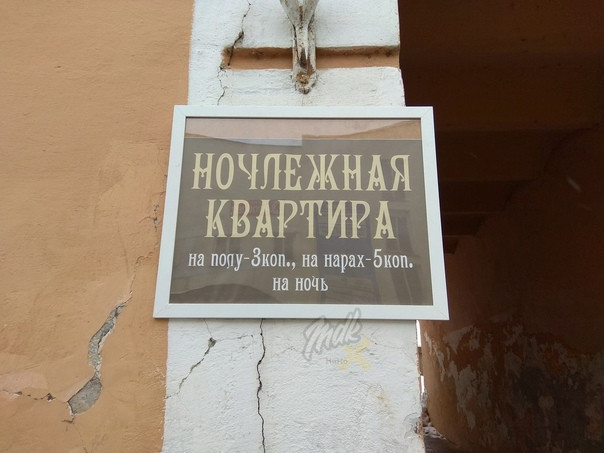 НОЧЛЕЖНАЯ
КВАРТИРА
на полу-3коп., на нарах-5коп.
на ночь